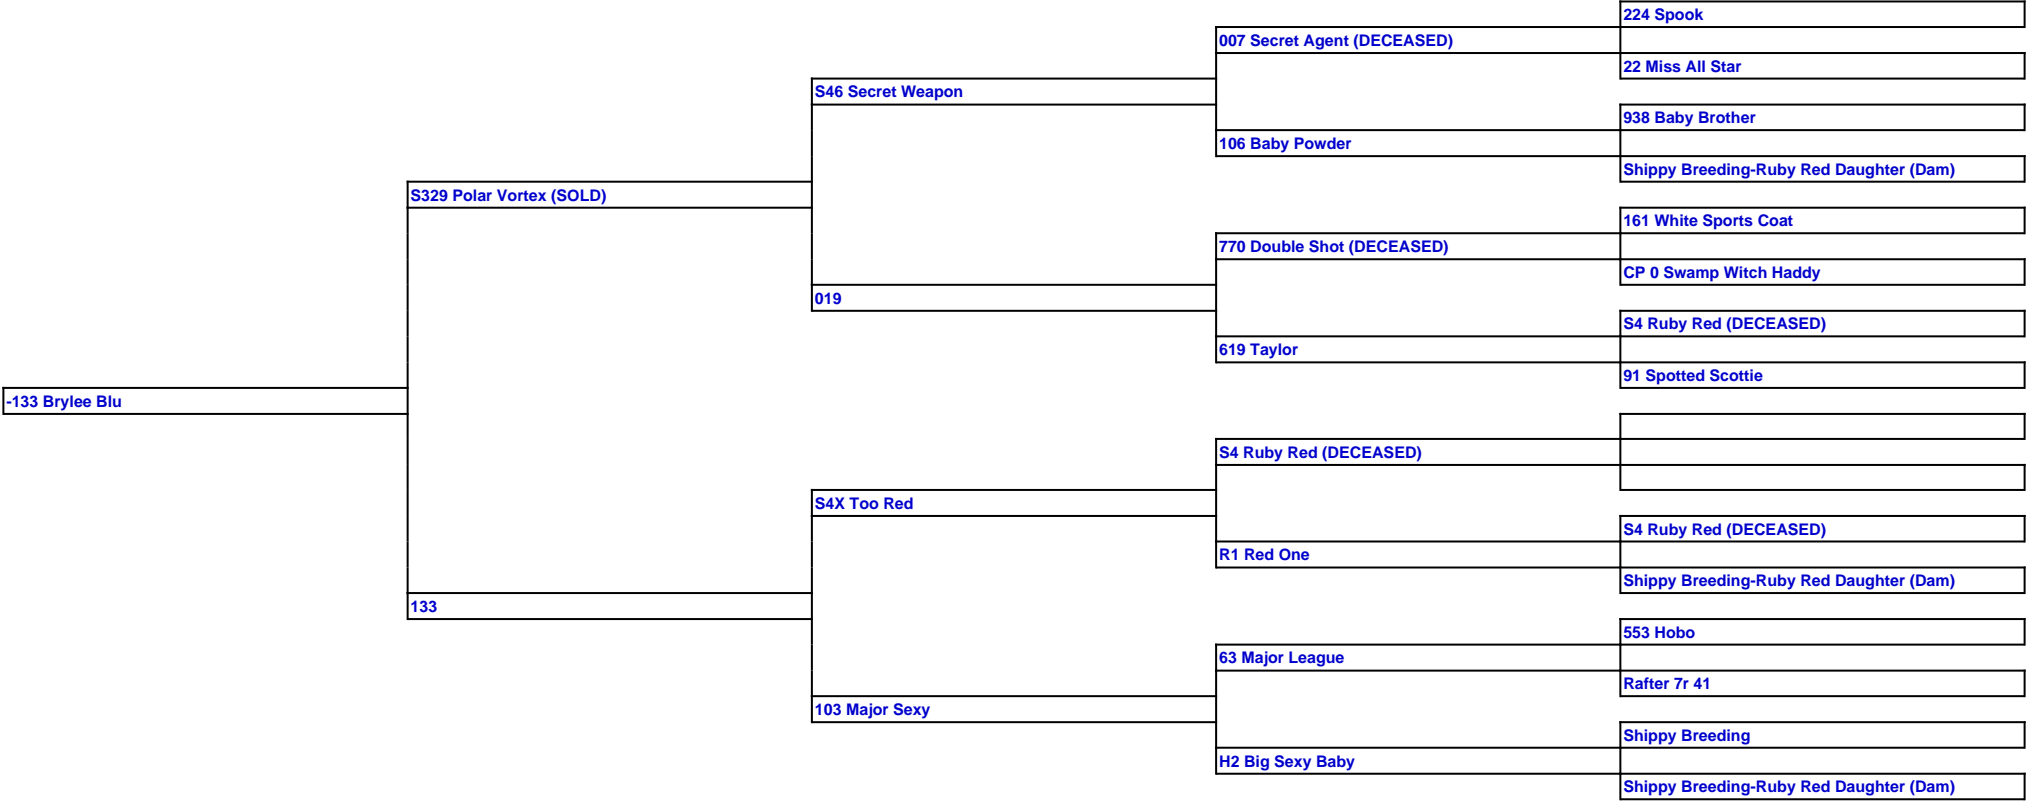 224 Spook
007 Secret Agent (DECEASED)
22 Miss All Star
S46 Secret Weapon
938 Baby Brother
106 Baby Powder
Shippy Breeding-Ruby Red Daughter (Dam)
S329 Polar Vortex (SOLD)
161 White Sports Coat
770 Double Shot (DECEASED)
CP 0 Swamp Witch Haddy
019
S4 Ruby Red (DECEASED)
619 Taylor
91 Spotted Scottie
-133 Brylee Blu
S4 Ruby Red (DECEASED)
S4X Too Red
S4 Ruby Red (DECEASED)
R1 Red One
Shippy Breeding-Ruby Red Daughter (Dam)
133
553 Hobo
63 Major League
Rafter 7r 41
103 Major Sexy
Shippy Breeding
H2 Big Sexy Baby
Shippy Breeding-Ruby Red Daughter (Dam)